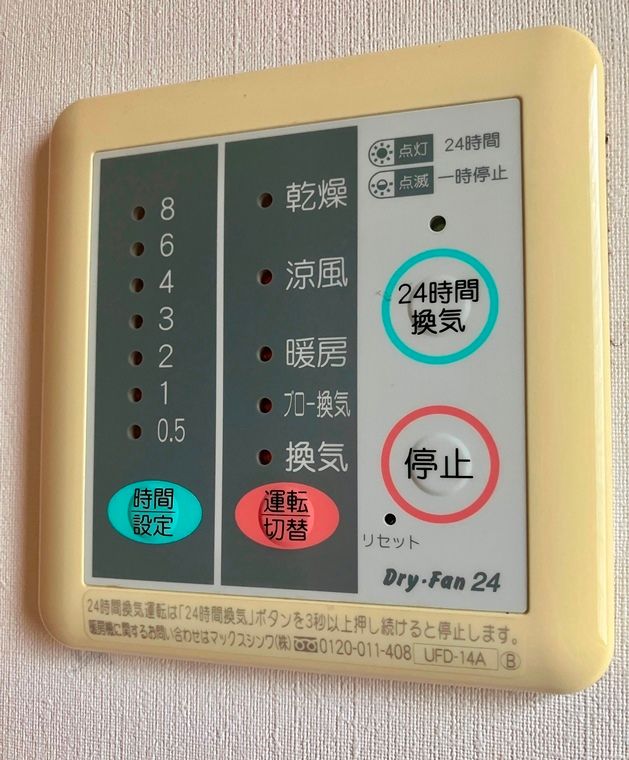 8
6
4
3
2
1
0.5
時間
設定
乾燥
涼風
暖房
ブロー換気
換気
運転
切替
点灯 24時間
点滅 一時停止
24時間
換気
停止
リセット
Dry・Fan 24
24時間換気運転は「24時間換気」ボタンを3秒以上押し続けると停止します。
暖房機に関するお問い合わせはマックスシンワ(株) 0120-011-408 UFD-14A B